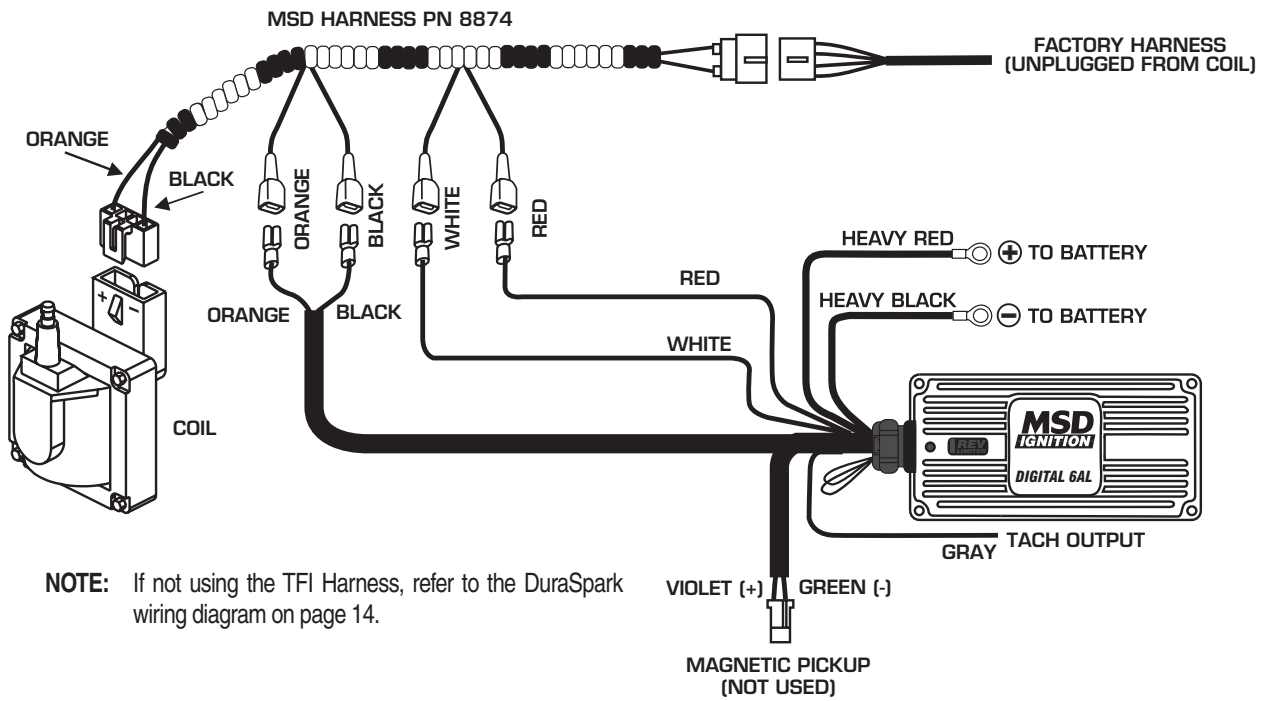 MSD HARNESS PN 8874
FACTORY HARNESS
(UNPLUGGED FROM COIL)
ORANGE
BLACK
ORANGE
BLACK
WHITE
RED
HEAVY RED
+ TO BATTERY
RED
HEAVY BLACK
- TO BATTERY
ORANGE
BLACK
WHITE
+ -
COIL
MSD
IGNITION
REV
LIMITER
DIGITAL 6AL
GRAY
TACH OUTPUT
NOTE: If not using the TFI Harness, refer to the DuraSpark
wiring diagram on page 14.
VIOLET (+)
GREEN (-)
MAGNETIC PICKUP
(NOT USED)